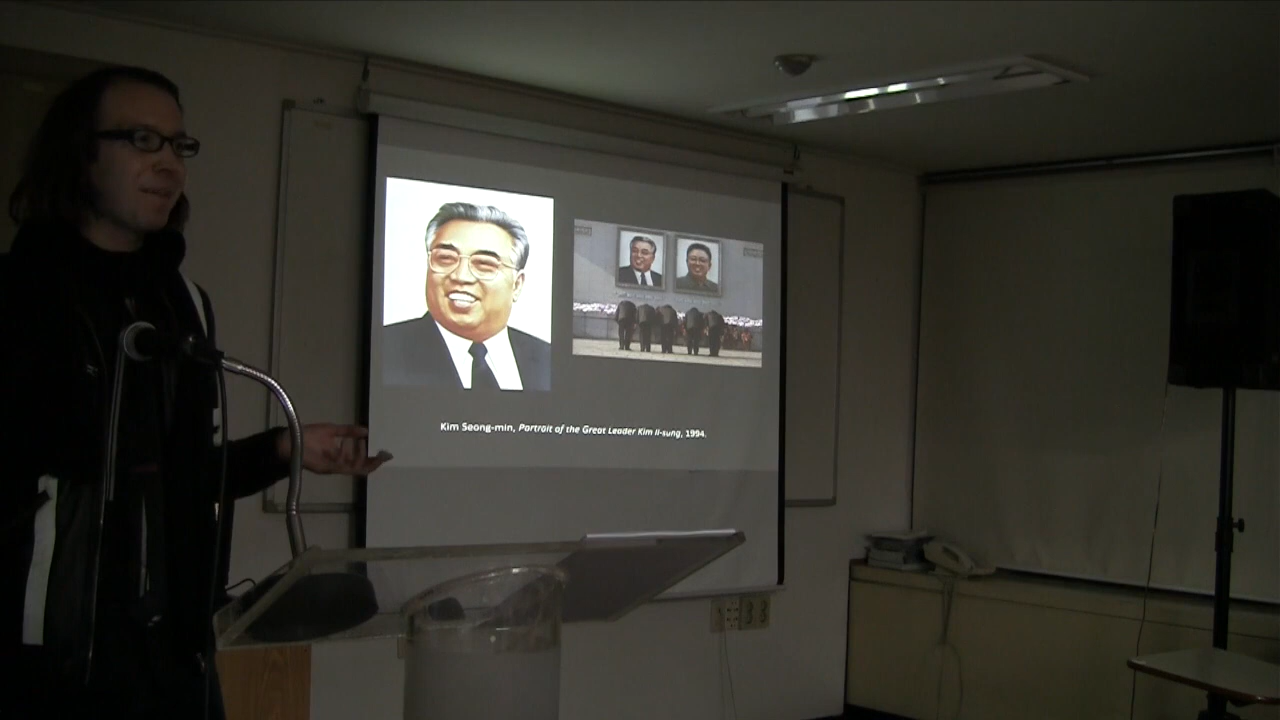 Kim Seong-min, Portrait of the Great Leader Kim Il-sung, 1994.